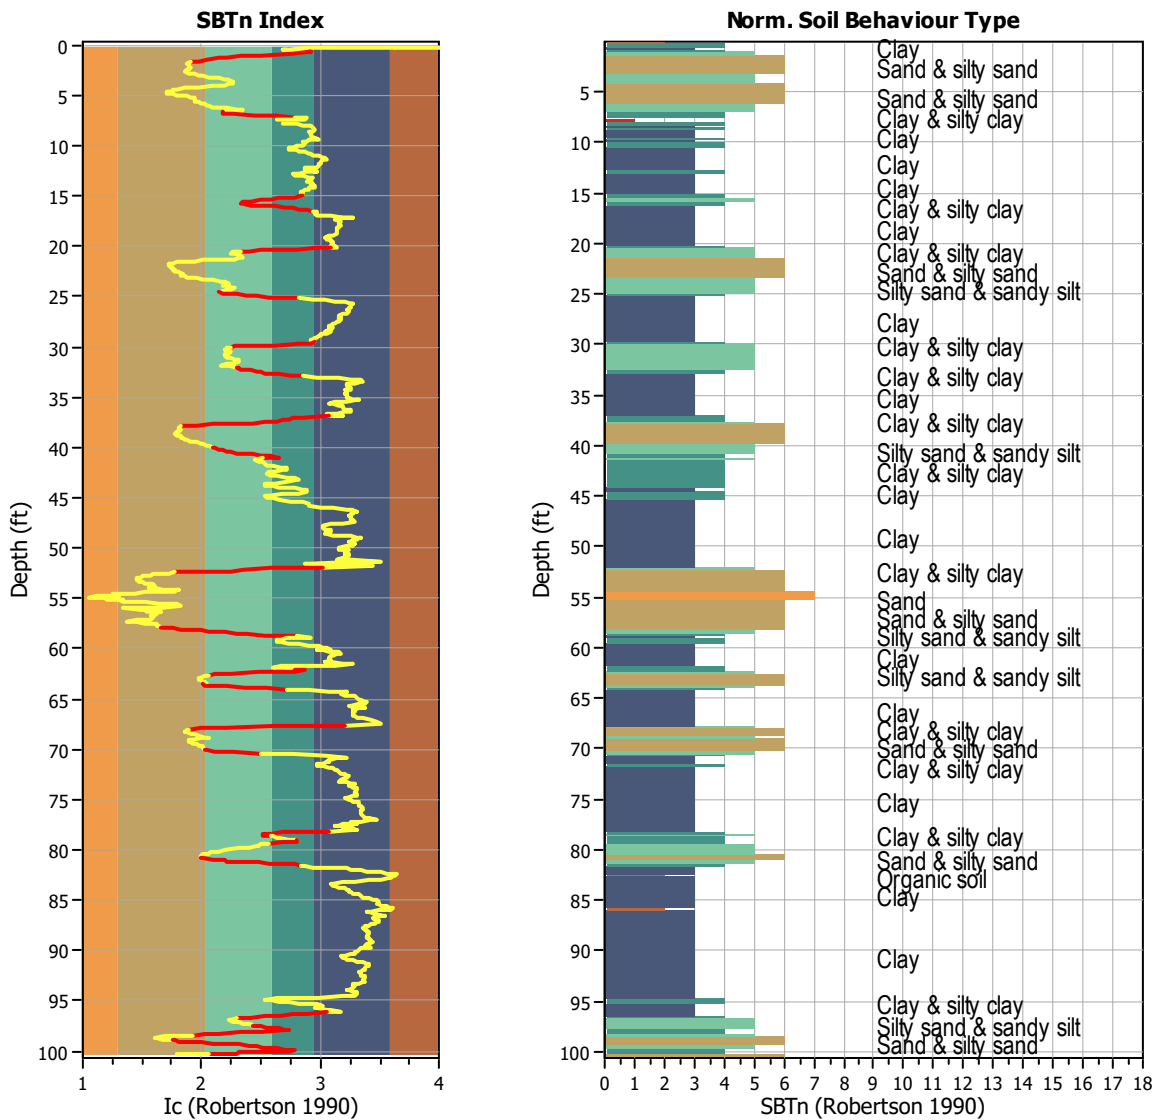 SBTn Index
0
5
10
15
20
25
30
35
40
45
50
55
60
65
70
75
80
85
90
95
100
Depth (ft)
1
2
3
4
Ic (Robertson 1990)
Norm. Soil Behaviour Type
Clay
Sand & silty sand
Sand & silty sand
Clay & silty clay
Clay
Clay
Clay
Clay & silty clay
Clay
Clay & silty clay
Sand & silty sand
Silty sand & sandy silt
Clay
Clay & silty clay
Clay & silty clay
Clay
Clay & silty clay
Silty sand & sandy silt
Clay & silty clay
Clay
Clay
Clay & silty clay
Sand
Sand & silty sand
Silty sand & sandy silt
Clay
Silty sand & sandy silt
Clay
Clay & silty clay
Sand & silty sand
Clay & silty clay
Clay
Clay & silty clay
Sand & silty sand
Organic soil
Clay
Clay
Clay & silty clay
Silty sand & sandy silt
Sand & silty sand
5
10
15
20
25
30
35
40
45
50
55
60
65
70
75
80
85
90
95
100
Depth (ft)
0 1 2 3 4 5 6 7 8 9 10 11 12 13 14 15 16 17 18
SBTn (Robertson 1990)